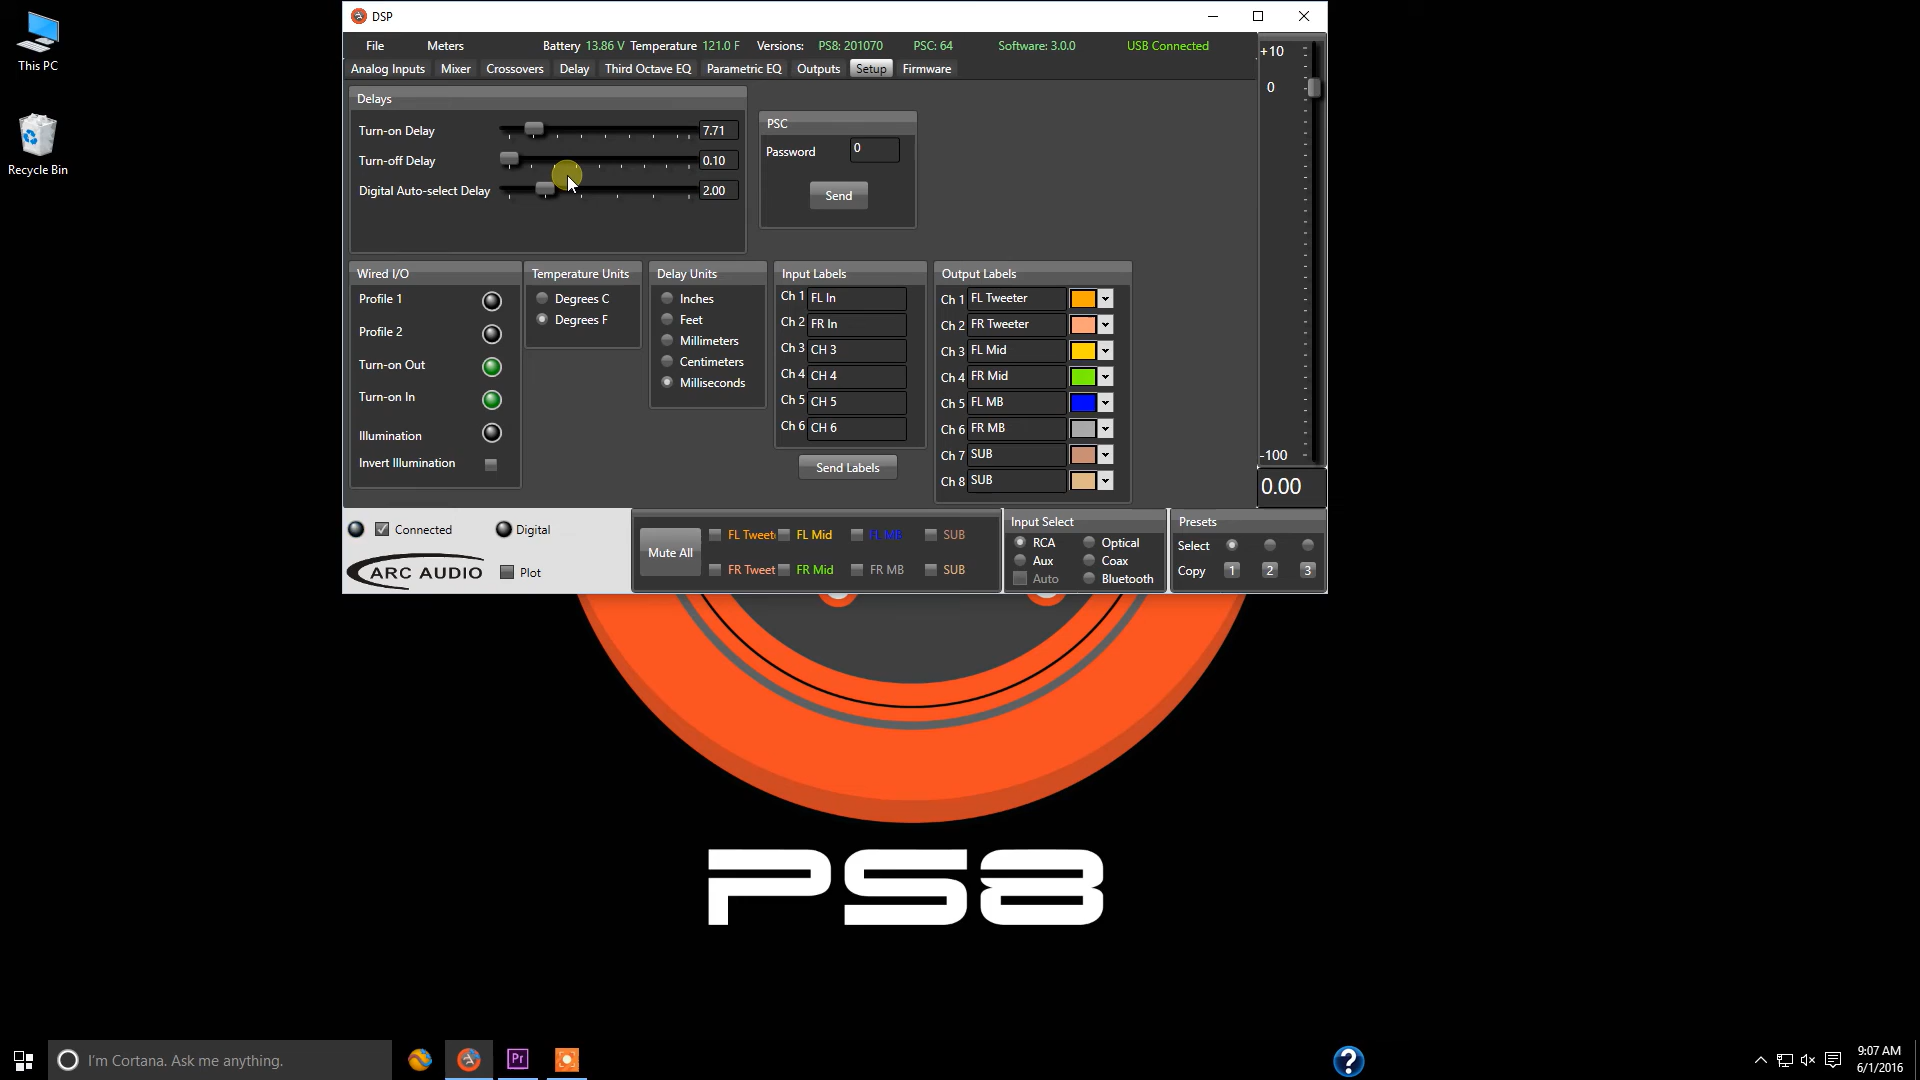 This PC
Recycle Bin
DSP
File Meters Battery 13.86 V Temperature 121.0 F Versions: PS8: 201070 PSC: 64 Software: 3.0.0 USB Connected
Analog Inputs Mixer Crossovers Delay Third Octave EQ Parametric EQ Outputs Setup Firmware
Delays
Turn-on Delay 7.71
Turn-off Delay 0.10
Digital Auto-select Delay 2.00
PSC
Password 0
Send
Wired I/O
Profile 1
Profile 2
Turn-on Out
Turn-on In
Illumination
Invert Illumination
Temperature Units
Degrees C
Degrees F
Delay Units
Inches
Feet
Millimeters
Centimeters
Milliseconds
Input Labels
Ch 1 FL In
Ch 2 FR In
Ch 3 CH 3
Ch 4 CH 4
Ch 5 CH 5
Ch 6 CH 6
Send Labels
Output Labels
Ch 1 FL Tweeter
Ch 2 FR Tweeter
Ch 3 FL Mid
Ch 4 FR Mid
Ch 5 FL MB
Ch 6 FR MB
Ch 7 SUB
Ch 8 SUB
+10
0
-100
0.00
Connected Digital
ARC AUDIO Plot
Mute All
FL Tweet FL Mid FL MB SUB
FR Tweet FR Mid FR MB SUB
Input Select
RCA Optical
Aux Coax
Auto Bluetooth
Presets
Select
Copy 1 2 3
PS8
I'm Cortana. Ask me anything.
Pr
?
9:07 AM
6/1/2016